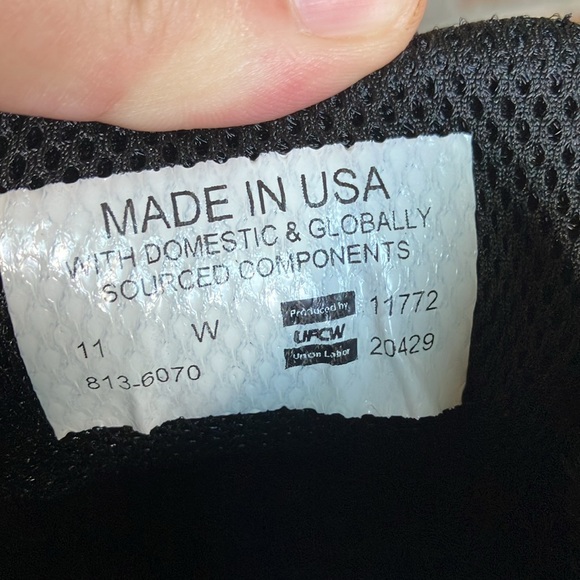 MADE IN USA
WITH DOMESTIC & GLOBALLY
SOURCED COMPONENTS
11 W
813-6070
Produced by
UFCW
Union Labor
11772
20429